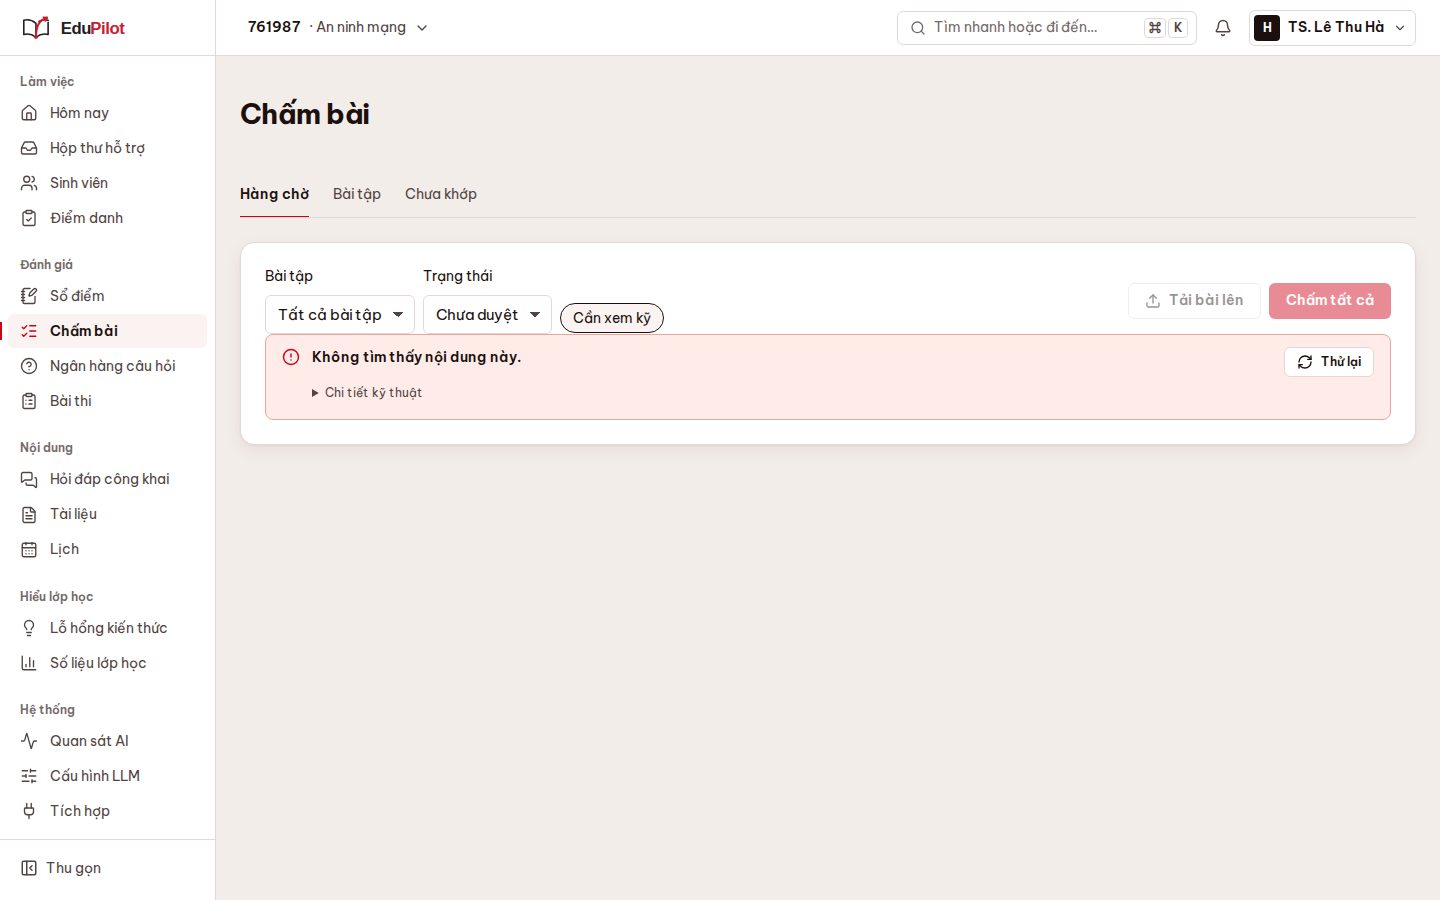 EduPilot
761987 · An ninh mạng
Tìm nhanh hoặc đi đến... ⌘ K
H TS. Lê Thu Hà
Làm việc
Hôm nay
Hộp thư hỗ trợ
Sinh viên
Điểm danh
Đánh giá
Sổ điểm
Chấm bài
Ngân hàng câu hỏi
Bài thi
Nội dung
Hỏi đáp công khai
Tài liệu
Lịch
Hiểu lớp học
Lỗ hổng kiến thức
Số liệu lớp học
Hệ thống
Quan sát AI
Cấu hình LLM
Tích hợp
Thu gọn
Chấm bài
Hàng chờ Bài tập Chưa khớp
Bài tập Trạng thái
Tất cả bài tập Chưa duyệt Cần xem kỹ Tải bài lên Chấm tất cả
Không tìm thấy nội dung này. Thử lại
Chi tiết kỹ thuật